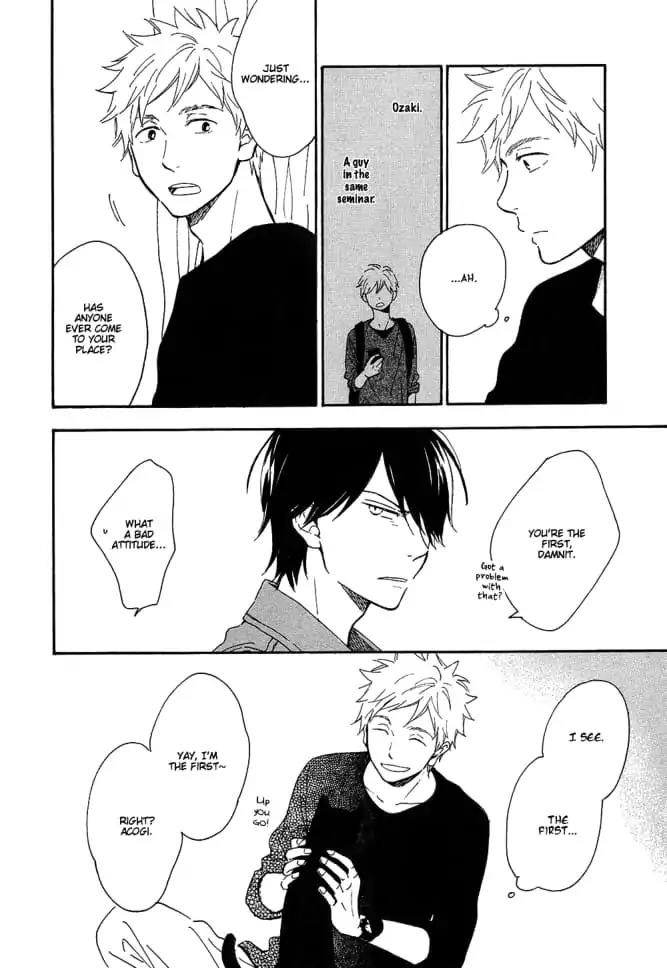 ...AH.
Ozaki.
A guy
in the
same
seminar.
JUST
WONDERING...
HAS
ANYONE
EVER COME
TO YOUR
PLACE?
YOU'RE THE
FIRST,
DAMNIT.
Got a
problem
with
that?
WHAT
A BAD
ATTITUDE...
I SEE.
THE
FIRST...
YAY, I'M
THE FIRST~
RIGHT?
ACOGI.
Lip
you
GO!